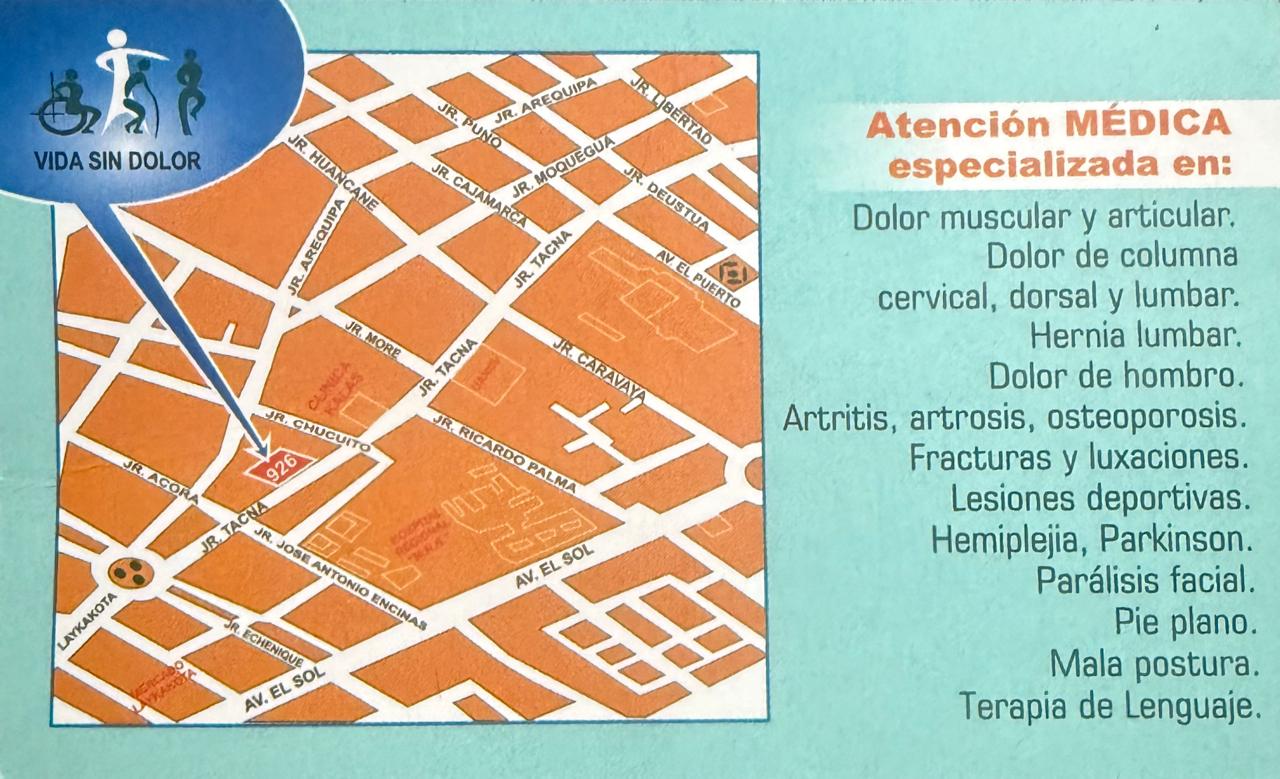 VIDA SIN DOLOR
JR. AREQUIPA
JR. LIBERTAD
JR. PUNO
JR. HUANCANE
JR. MOQUEGUA
JR. CAJAMARCA
JR. DEUSTUA
JR. AREQUIPA
JR. TACNA
AV. EL PUERTO
JR. MORE
JR. TACNA
JR. CARAVAYA
CLINICA
JR. CHUCUITO
JR. RICARDO PALMA
926
JR. ACORA
JR. TACNA
HOSPITAL
REGIONAL
JR. JOSE ANTONIO ENCINAS
AV. EL SOL
LAYKAKOTA
JR. ECHENIQUE
MERCADO
LAYKAKOTA
AV. EL SOL
Atención MÉDICA
especializada en:
Dolor muscular y articular.
Dolor de columna
cervical, dorsal y lumbar.
Hernia lumbar.
Dolor de hombro.
Artritis, artrosis, osteoporosis.
Fracturas y luxaciones.
Lesiones deportivas.
Hemiplejia, Parkinson.
Parálisis facial.
Pie plano.
Mala postura.
Terapia de Lenguaje.